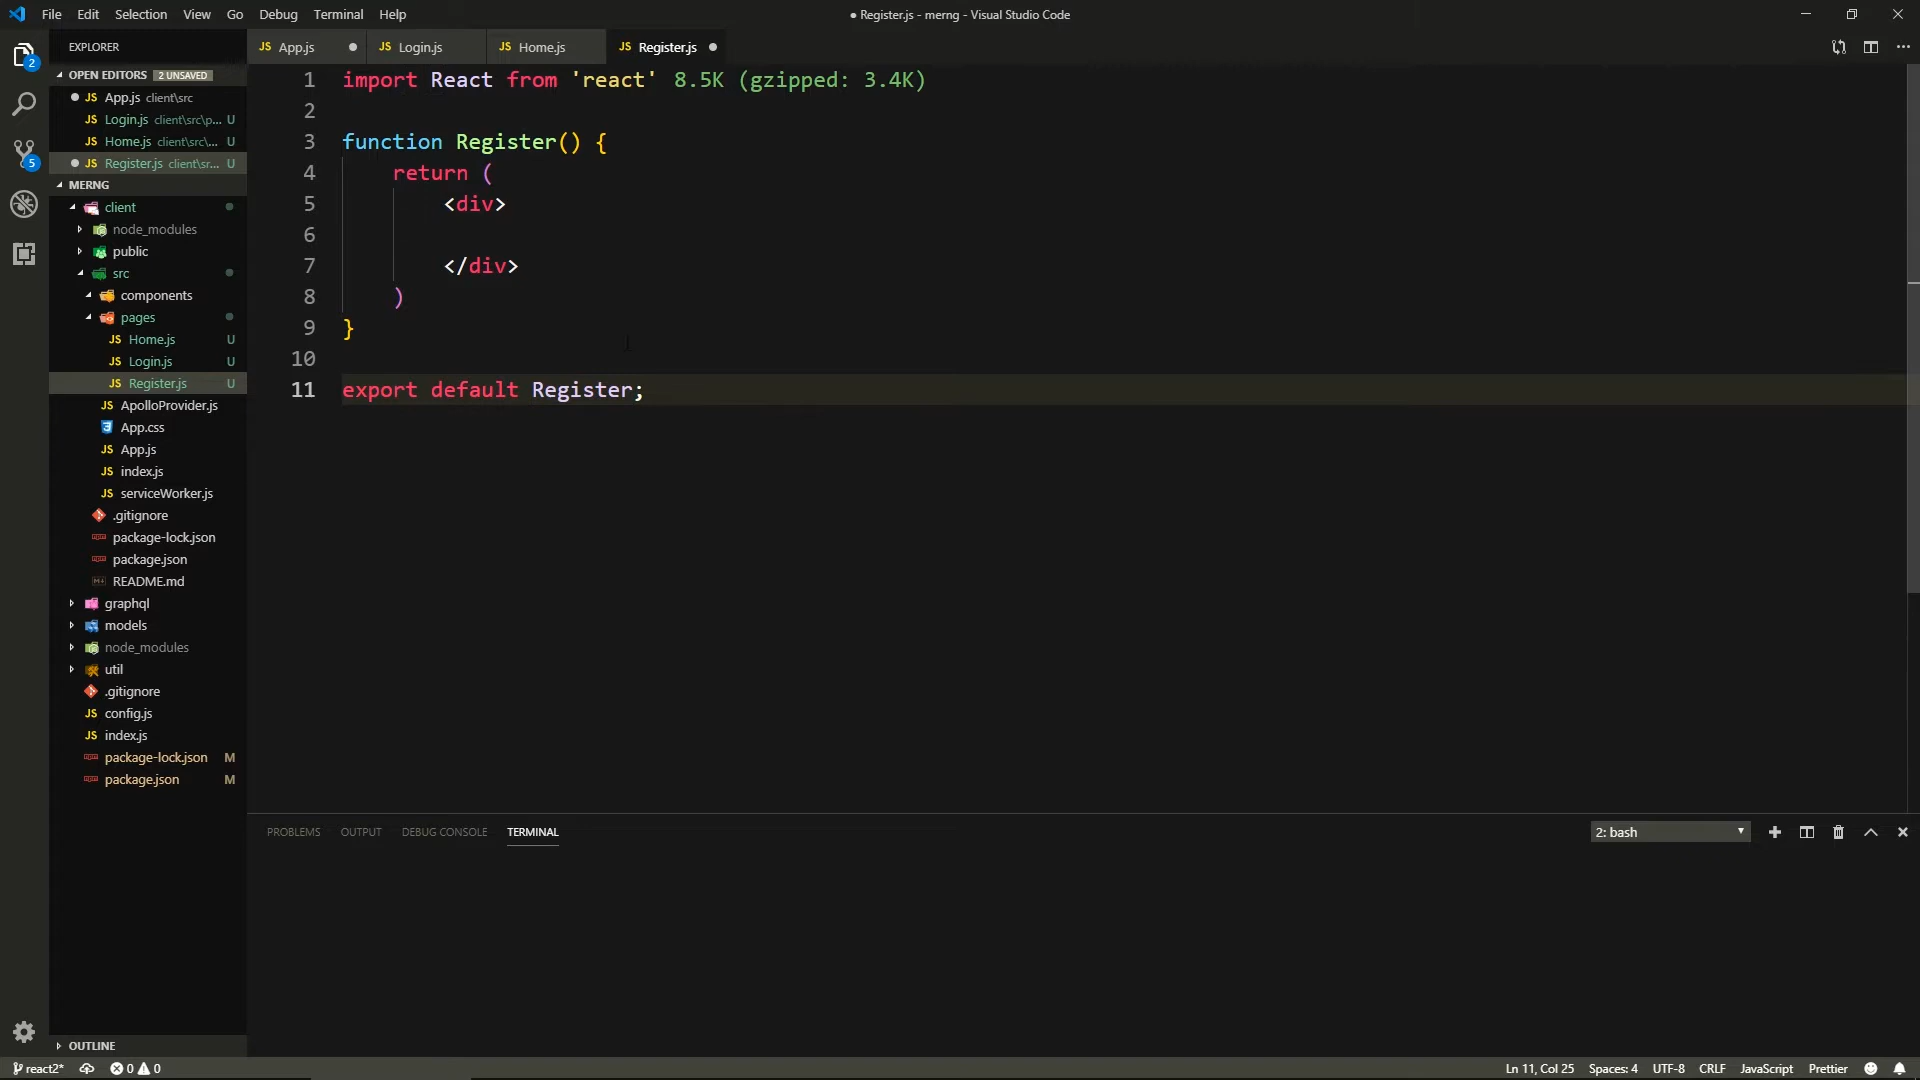 File Edit Selection View Go Debug Terminal Help
● Register.js - merng - Visual Studio Code
EXPLORER
OPEN EDITORS 2 UNSAVED
JS App.js client\src
JS Login.js client\src\p... U
JS Home.js client\src\... U
JS Register.js client\sr... U
MERNG
client
node_modules
public
src
components
pages
JS Home.js U
JS Login.js U
JS Register.js U
JS ApolloProvider.js
App.css
JS App.js
JS index.js
JS serviceWorker.js
.gitignore
package-lock.json
package.json
README.md
graphql
models
node_modules
util
.gitignore
JS config.js
JS index.js
package-lock.json M
package.json M
OUTLINE
2
5
JS App.js JS Login.js JS Home.js JS Register.js
1 import React from 'react' 8.5K (gzipped: 3.4K)
2
3 function Register() {
4 return (
5 <div>
6
7 </div>
8 )
9 }
10
11 export default Register;
PROBLEMS OUTPUT DEBUG CONSOLE TERMINAL
2: bash
react2* 0 0 Ln 11, Col 25 Spaces: 4 UTF-8 CRLF JavaScript Prettier